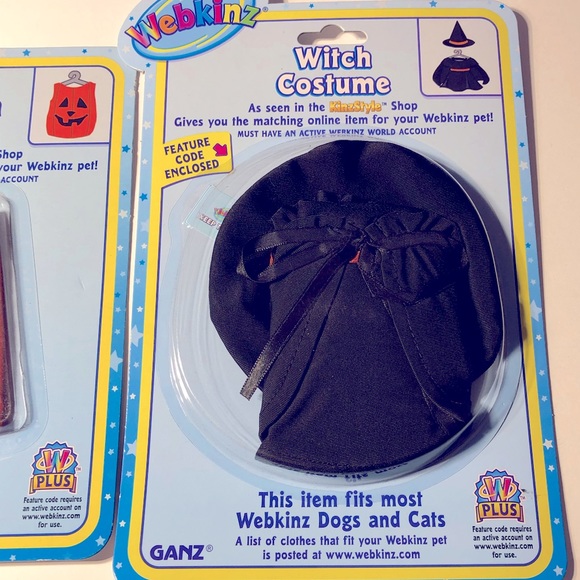 Webkinz
Witch
Costume
As seen in the KinzStyle™ Shop
Gives you the matching online item for your Webkinz pet!
MUST HAVE AN ACTIVE WEBKINZ WORLD ACCOUNT
FEATURE
CODE
ENCLOSED
KEEP
W
PLUS
Feature code requires
an active account on
www.webkinz.com
for use.
This item fits most
Webkinz Dogs and Cats
A list of clothes that fit your Webkinz pet
is posted at www.webkinz.com
GANZ®
Shop
your Webkinz pet!
ACCOUNT
W
PLUS
Feature code requires
an active account on
www.webkinz.com
for use.